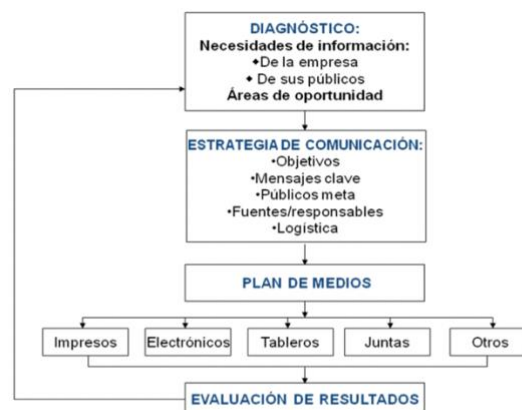 DIAGNÓSTICO:
Necesidades de información:
◆De la empresa
◆ De sus públicos
Áreas de oportunidad
ESTRATEGIA DE COMUNICACIÓN:
•Objetivos
•Mensajes clave
•Públicos meta
•Fuentes/responsables
•Logística
PLAN DE MEDIOS
Impresos
Electrónicos
Tableros
Juntas
Otros
EVALUACIÓN DE RESULTADOS